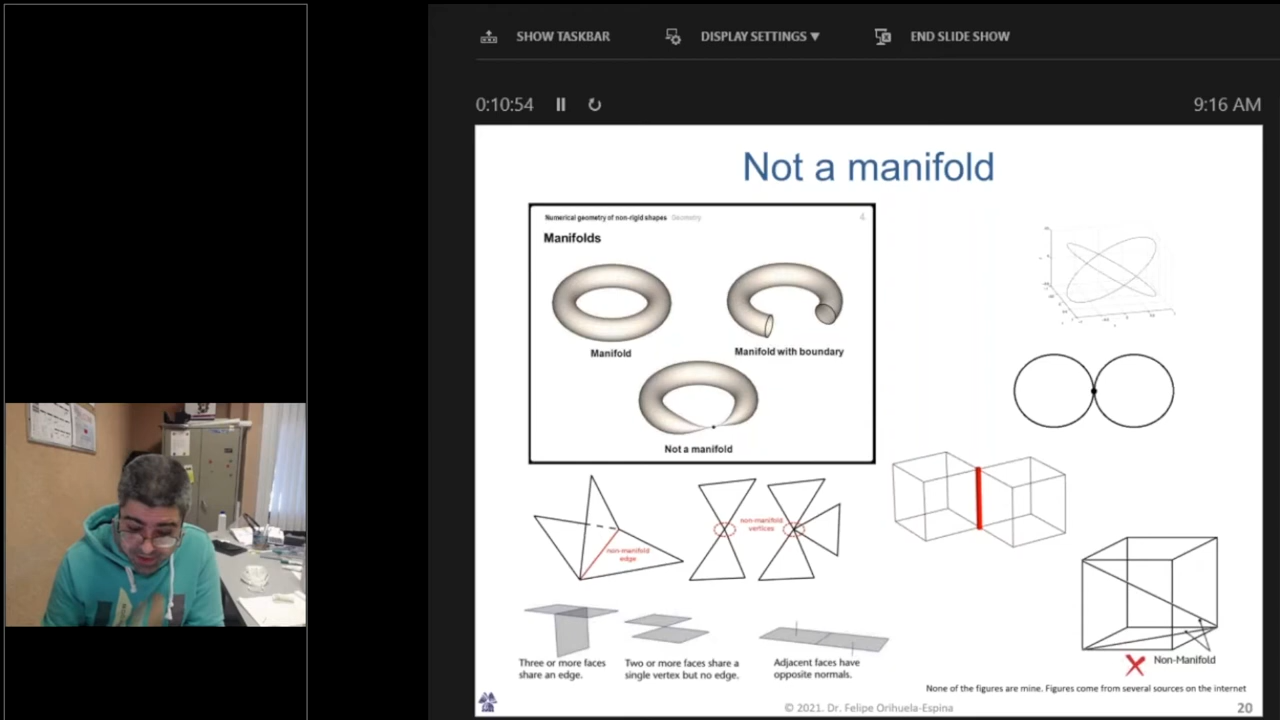 SHOW TASKBAR
DISPLAY SETTINGS ▼
END SLIDE SHOW
0:10:54
9:16 AM
Not a manifold
Numerical geometry of non-rigid shapes Geometry
4
Manifolds
Manifold
Manifold with boundary
Not a manifold
non-manifold
edge
non-manifold
vertices
Three or more faces
share an edge.
Two or more faces share a
single vertex but no edge.
Adjacent faces have
opposite normals.
Non-Manifold
None of the figures are mine. Figures come from several sources on the internet
© 2021. Dr. Felipe Orihuela-Espina
20